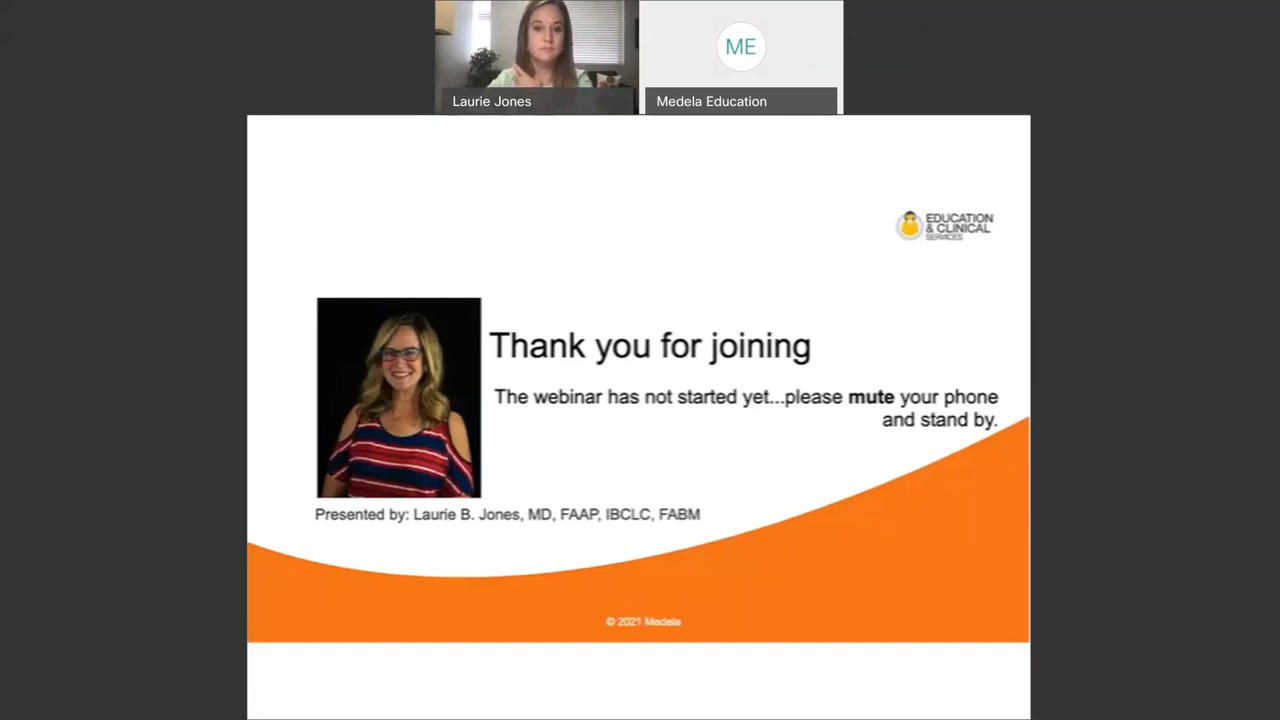 ME
Laurie Jones
Medela Education
EDUCATION
& CLINICAL
SERVICES
Thank you for joining
The webinar has not started yet...please mute your phone
and stand by.
Presented by: Laurie B. Jones, MD, FAAP, IBCLC, FABM
© 2021 Medela